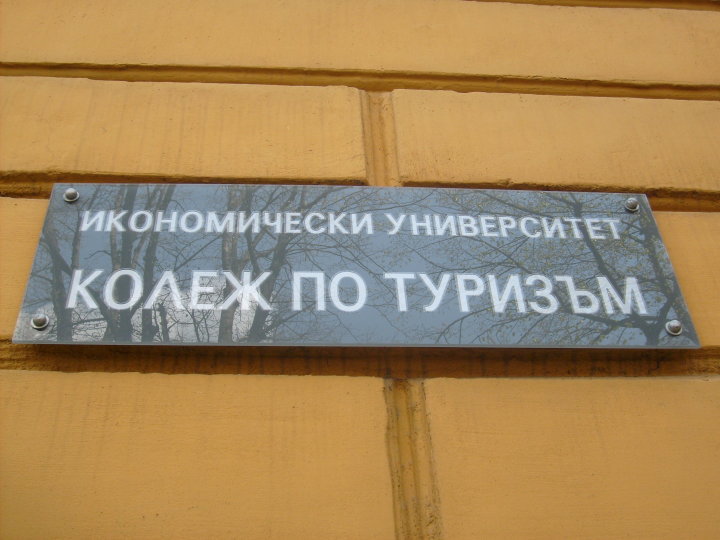 ИКОНОМИЧЕСКИ УНИВЕРСИТЕТ
КОЛЕЖ ПО ТУРИЗЪМ